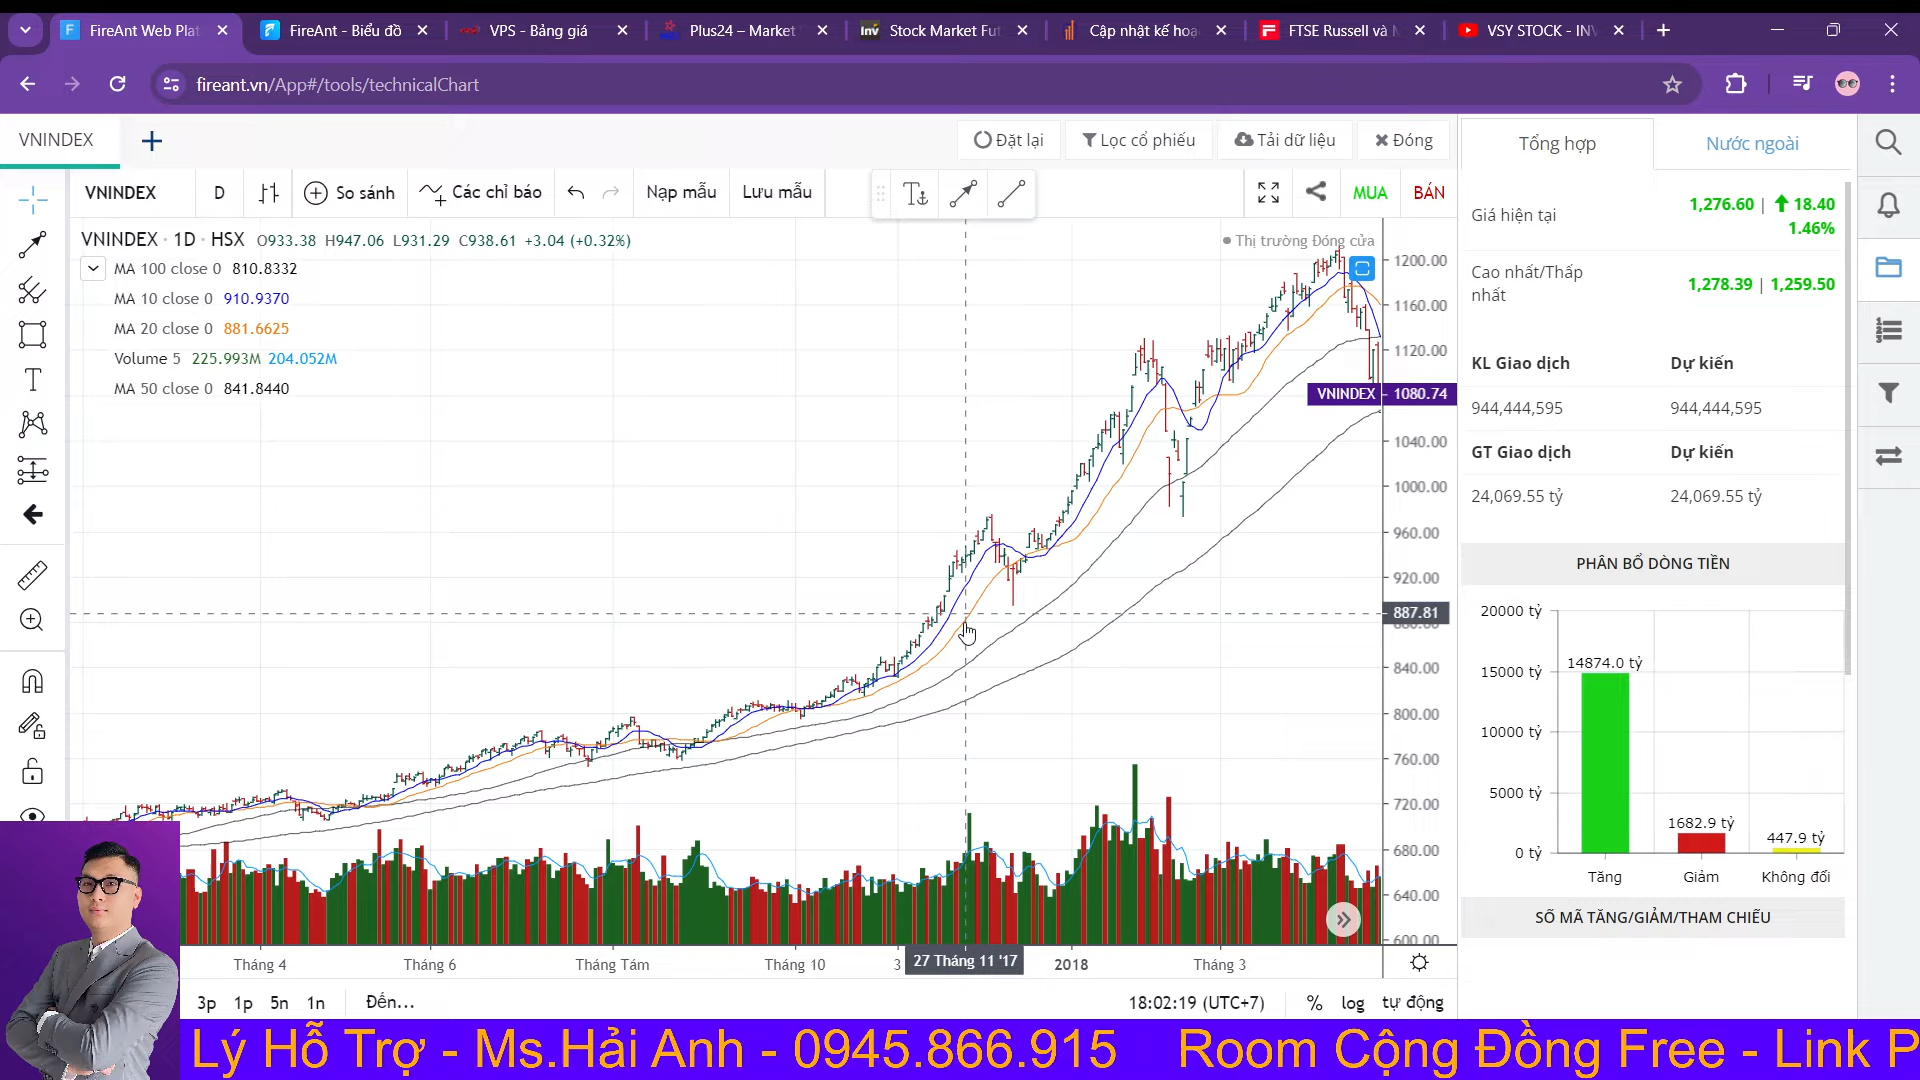 FireAnt Web Plat
FireAnt - Biểu đồ
VPS - Bảng giá
Plus24 – Market
Stock Market Fut
Cập nhật kế hoạ
FTSE Russell và M
VSY STOCK - INV
fireant.vn/App#/tools/technicalChart
VNINDEX
Đặt lại
Lọc cổ phiếu
Tải dữ liệu
Đóng
Tổng hợp
Nước ngoài
VNINDEX
D
So sánh
Các chỉ báo
Nạp mẫu
Lưu mẫu
MUA
BÁN
VNINDEX · 1D · HSX O933.38 H947.06 L931.29 C938.61 +3.04 (+0.32%)
Thị trường Đóng cửa
MA 100 close 0 810.8332
MA 10 close 0 910.9370
MA 20 close 0 881.6625
Volume 5 225.993M 204.052M
MA 50 close 0 841.8440
1200.00
1160.00
1120.00
VNINDEX 1080.74
1040.00
1000.00
960.00
920.00
887.81
840.00
800.00
760.00
720.00
680.00
640.00
600.00
Tháng 4
Tháng 6
Tháng Tám
Tháng 10
3
27 Tháng 11 '17
2018
Tháng 3
3p 1p 5n 1n Đến...
18:02:19 (UTC+7) % log tự động
Giá hiện tại
1,276.60 | 18.40
1.46%
Cao nhất/Thấp
nhất
1,278.39 | 1,259.50
KL Giao dịch Dự kiến
944,444,595 944,444,595
GT Giao dịch Dự kiến
24,069.55 tỷ 24,069.55 tỷ
PHÂN BỔ DÒNG TIỀN
20000 tỷ
15000 tỷ
10000 tỷ
5000 tỷ
0 tỷ
14874.0 tỷ
1682.9 tỷ
447.9 tỷ
Tăng Giảm Không đổi
SỐ MÃ TĂNG/GIẢM/THAM CHIẾU
Lý Hỗ Trợ - Ms.Hải Anh - 0945.866.915 Room Cộng Đồng Free - Link P